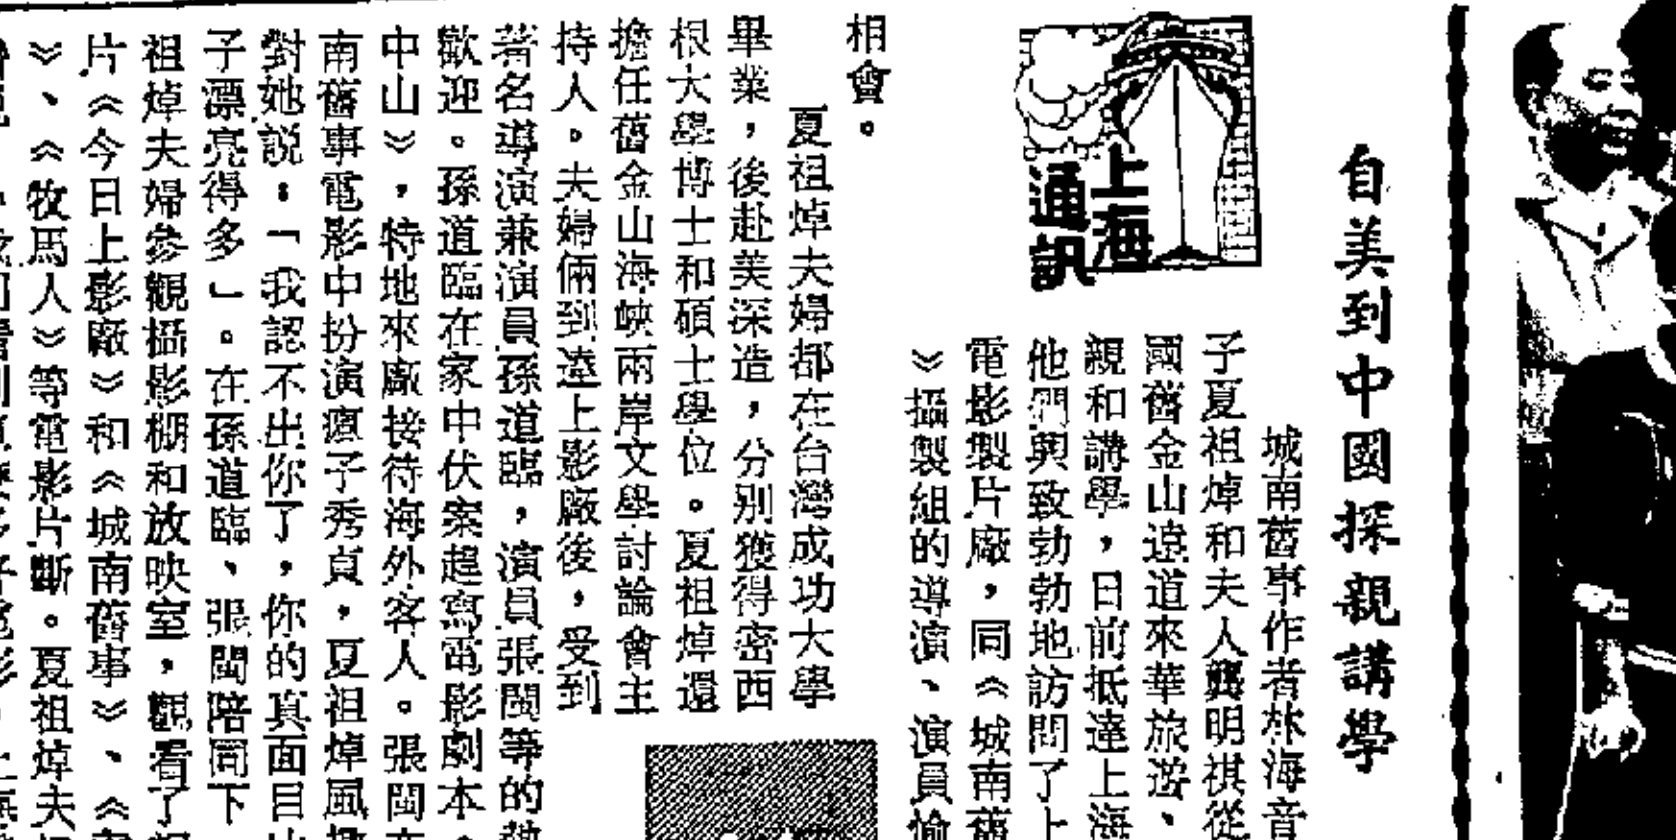 自美到中國探親講學
上海
通訊
城南舊事作者林海音
子夏祖焯和夫人龔明祺從
國舊金山遠道來華旅遊、
親和講學，日前抵達上海
他們興致勃勃地訪問了上
電影製片廠，同《城南舊
》攝製組的導演、演員愉
相會。
夏祖焯夫婦都在台灣成功大學
畢業，後赴美深造，分別獲得密西
根大學博士和碩士學位。夏祖焯還
擔任舊金山海峽兩岸文學討論會主
持人。夫婦倆到達上影廠後，受到
著名導演兼演員孫道臨，演員張閩等的熱
歡迎。孫道臨在家中伏案趕寫電影劇本
中山》，特地來廠接待海外客人。張閩在
南舊事電影中扮演瘋子秀貞，夏祖焯風趣
對她説：「我認不出你了，你的真面目比
子漂亮得多」。在孫道臨、張閩陪同下
祖焯夫婦參觀攝影棚和放映室，觀看了
片《今日上影廠》和《城南舊事》、《
》、《牧馬人》等電影片斷。夏祖焯夫